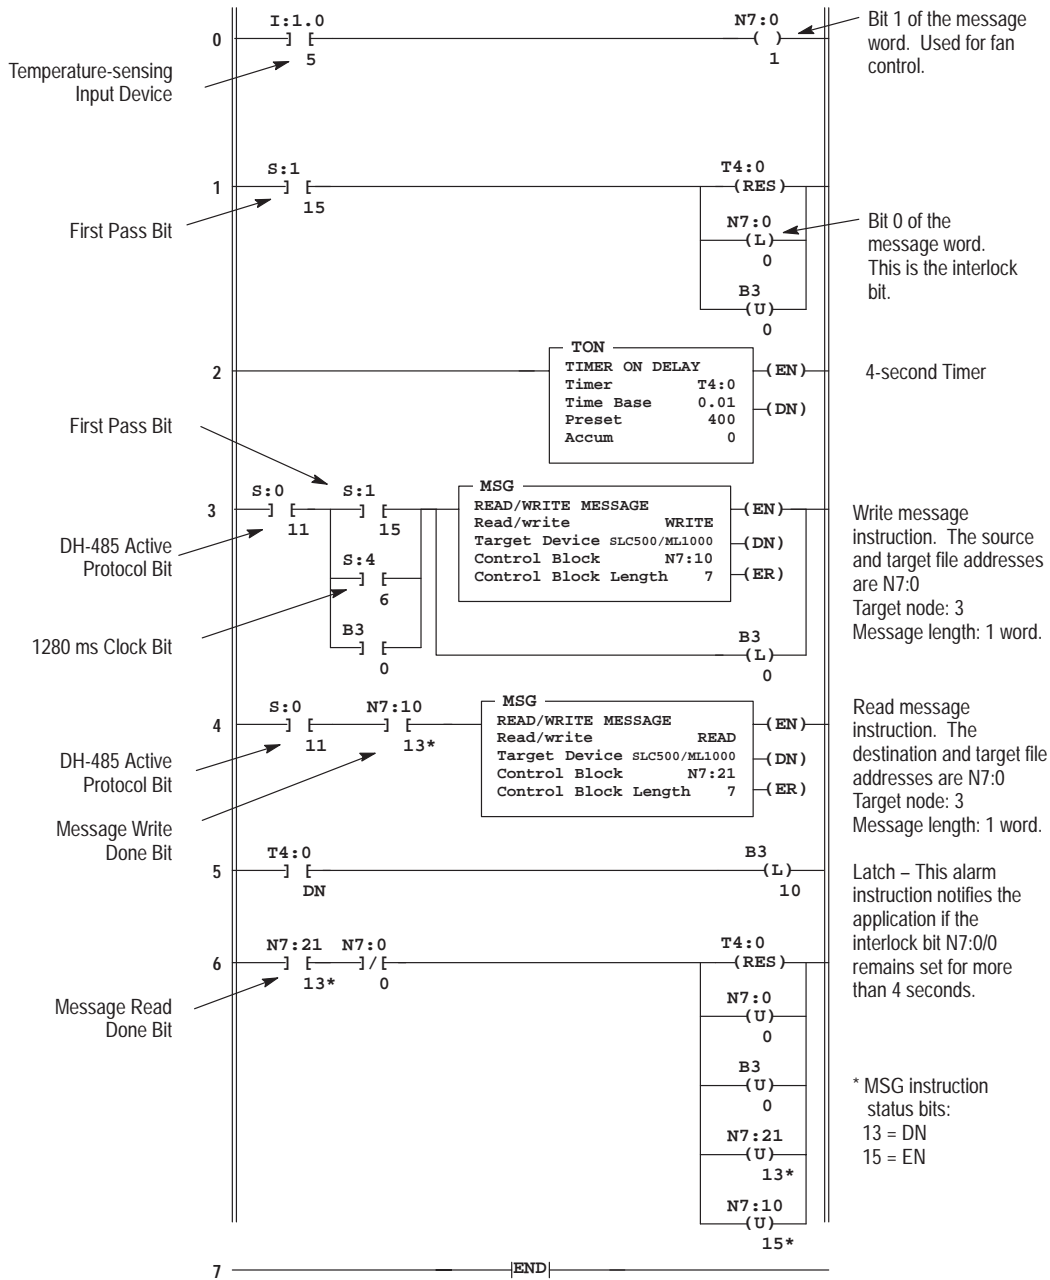 I:1.0
N7:0
0
] [
( )
5
1
Temperature-sensing
Input Device
Bit 1 of the message
word. Used for fan
control.
S:1
T4:0
1
] [
(RES)
15
First Pass Bit
N7:0
(L)
0
Bit 0 of the
message word.
This is the interlock
bit.
B3
(U)
0
TON
TIMER ON DELAY
Timer T4:0
Time Base 0.01
Preset 400
Accum 0
2
(EN)
(DN)
4-second Timer
First Pass Bit
S:0 S:1
3
] [ ] [
11 15
DH-485 Active
Protocol Bit
S:4
] [
6
1280 ms Clock Bit
B3
] [
0
MSG
READ/WRITE MESSAGE
Read/write WRITE
Target Device SLC500/ML1000
Control Block N7:10
Control Block Length 7
(EN)
(DN)
(ER)
B3
(L)
0
Write message
instruction. The source
and target file addresses
are N7:0
Target node: 3
Message length: 1 word.
S:0 N7:10
4
] [ ] [
11 13*
DH-485 Active
Protocol Bit
Message Write
Done Bit
MSG
READ/WRITE MESSAGE
Read/write READ
Target Device SLC500/ML1000
Control Block N7:21
Control Block Length 7
(EN)
(DN)
(ER)
Read message
instruction. The
destination and target file
addresses are N7:0
Target node: 3
Message length: 1 word.
T4:0
B3
5
] [
(L)
DN
10
Latch – This alarm
instruction notifies the
application if the
interlock bit N7:0/0
remains set for more
than 4 seconds.
N7:21 N7:0
T4:0
6
] [ ]/[
(RES)
13* 0
Message Read
Done Bit
N7:0
(U)
0
B3
(U)
0
N7:21
(U)
13*
N7:10
(U)
15*
* MSG instruction
status bits:
13 = DN
15 = EN
7
END